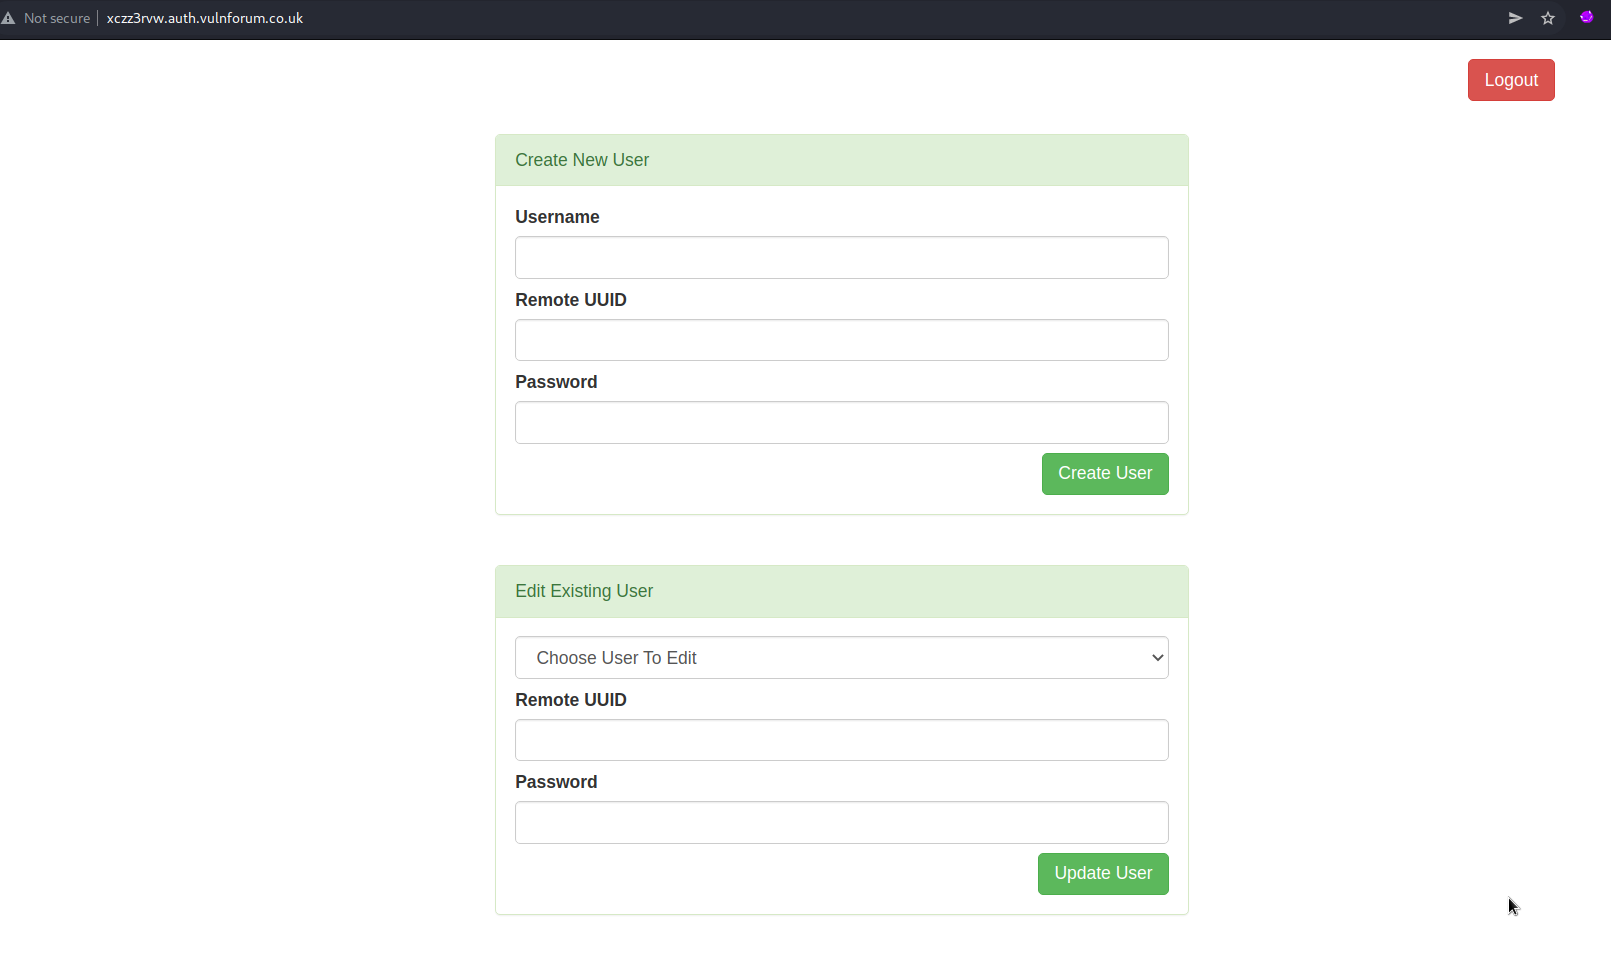 Not secure xczz3rvw.auth.vulnforum.co.uk
Logout
Create New User
Username
Remote UUID
Password
Create User
Edit Existing User
Choose User To Edit
Remote UUID
Password
Update User